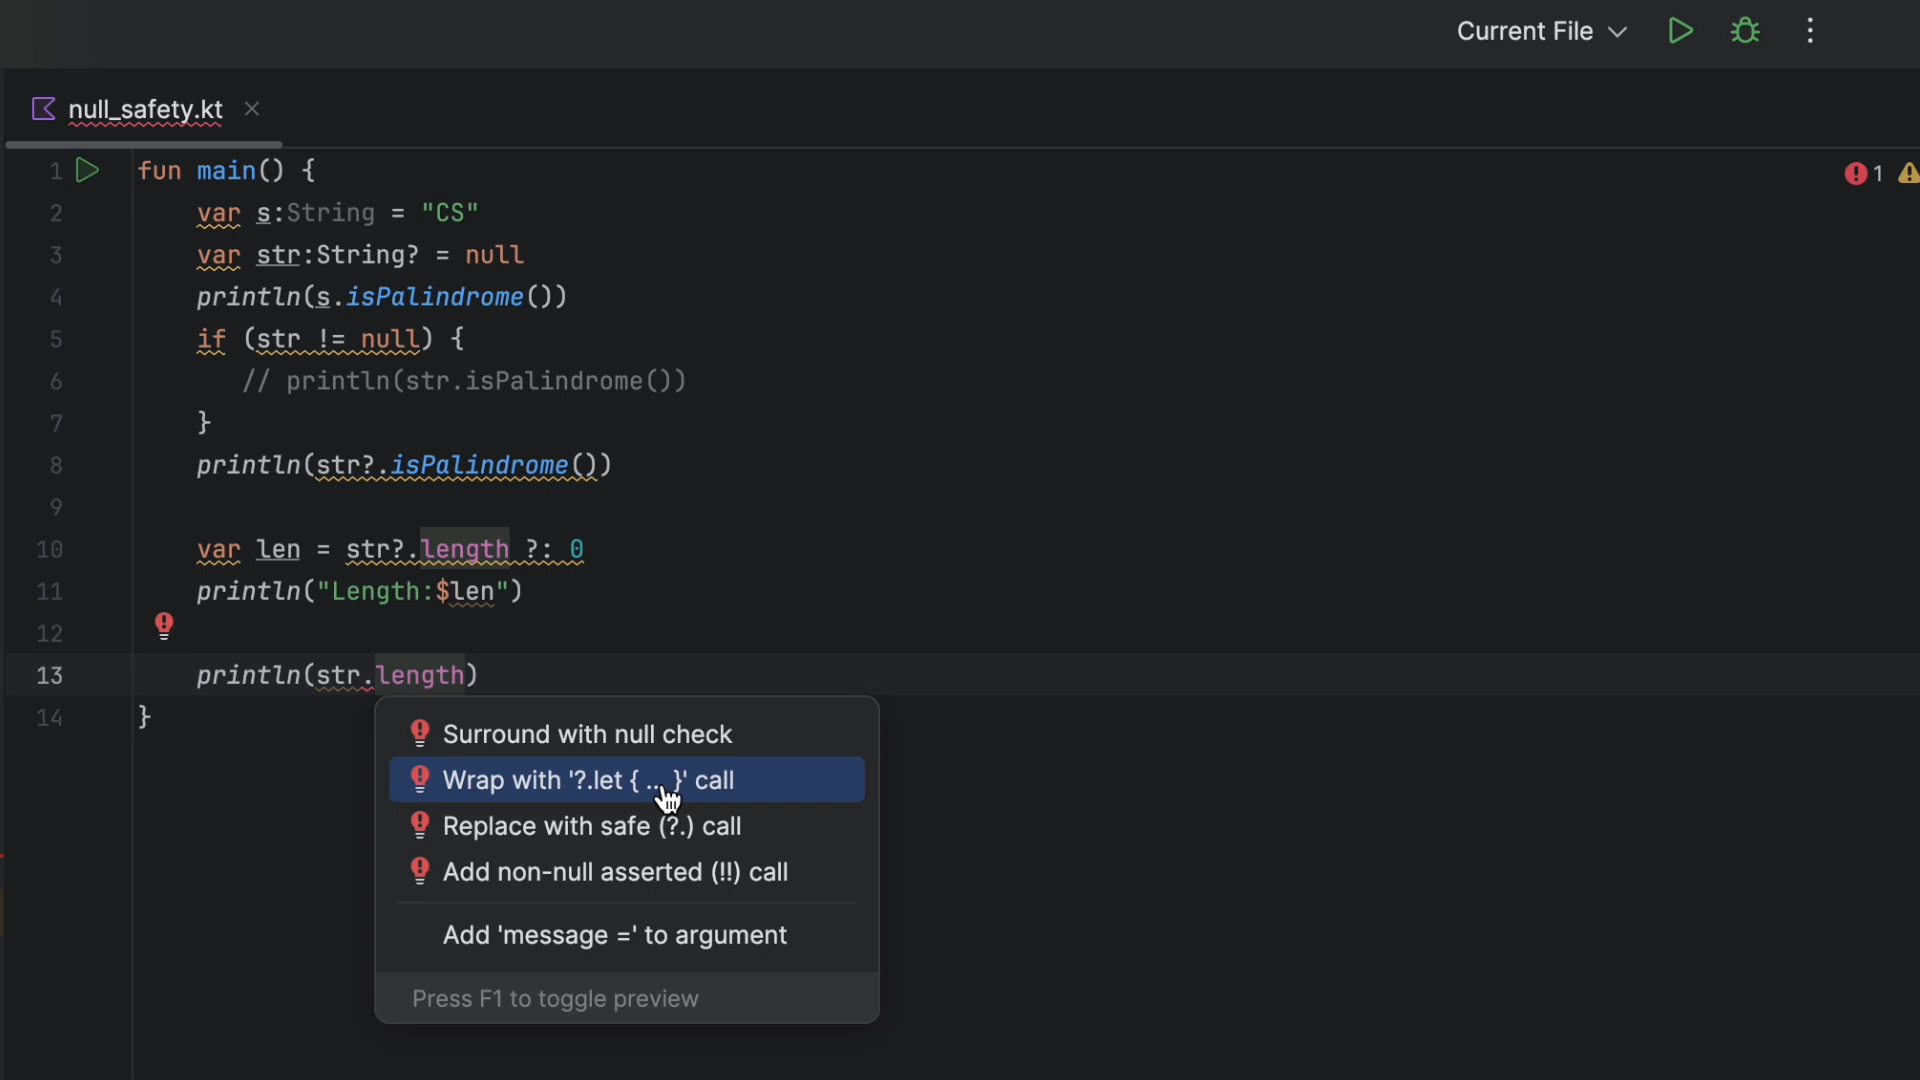 Current File
null_safety.kt
1 fun main() {
2 var s:String = "CS"
3 var str:String? = null
4 println(s.isPalindrome())
5 if (str != null) {
6 // println(str.isPalindrome())
7 }
8 println(str?.isPalindrome())
9
10 var len = str?.length ?: 0
11 println("Length:$len")
12
13 println(str.length)
14 }
1
Surround with null check
Wrap with '?.let { ... }' call
Replace with safe (?.) call
Add non-null asserted (!!) call
Add 'message =' to argument
Press F1 to toggle preview